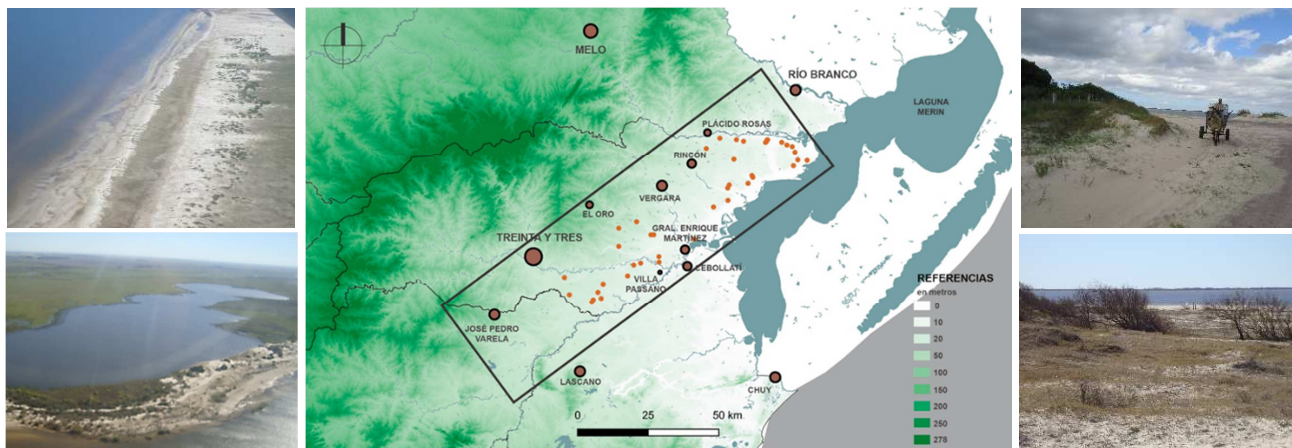 MELO
RÍO BRANCO
LAGUNA
MERIN
PLÁCIDO ROSAS
RINCÓN
VERGARA
EL ORO
GRAL. ENRIQUE
MARTÍNEZ
TREINTA Y TRES
CEBOLLATÍ
VILLA
PASSANO
REFERENCIAS
en metros
0
10
20
50
100
150
200
250
278
JOSÉ PEDRO
VARELA
LASCANO
CHUY
0 25 50 km